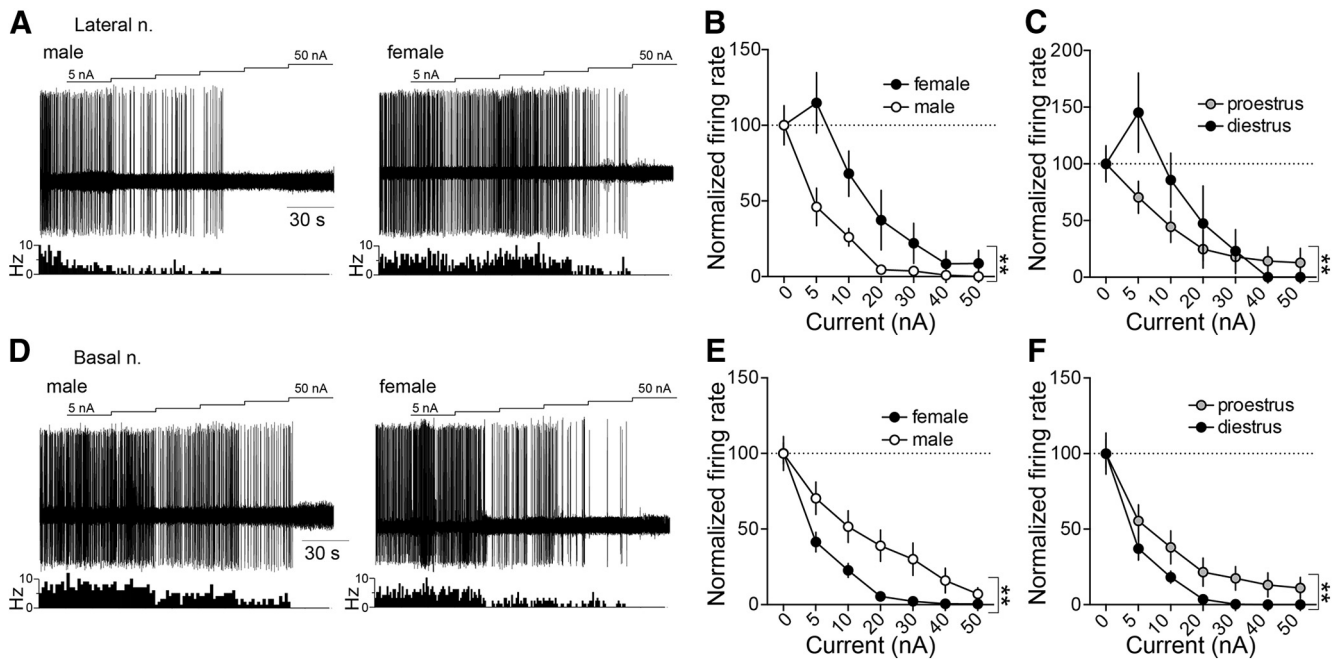 A
Lateral n.
male
5 nA
50 nA
30 s
10
0
Hz
female
5 nA
50 nA
10
0
B
150
100
50
0
Normalized firing rate
female
male
**
0
5
10
20
30
40
50
Current (nA)
C
200
150
100
50
0
Normalized firing rate
proestrus
diestrus
**
0
5
10
20
30
40
50
Current (nA)
D
Basal n.
male
5 nA
50 nA
30 s
10
0
Hz
female
5 nA
50 nA
10
0
E
150
100
50
0
Normalized firing rate
female
male
**
0
5
10
20
30
40
50
Current (nA)
F
150
100
50
0
Normalized firing rate
proestrus
diestrus
**
0
5
10
20
30
40
50
Current (nA)